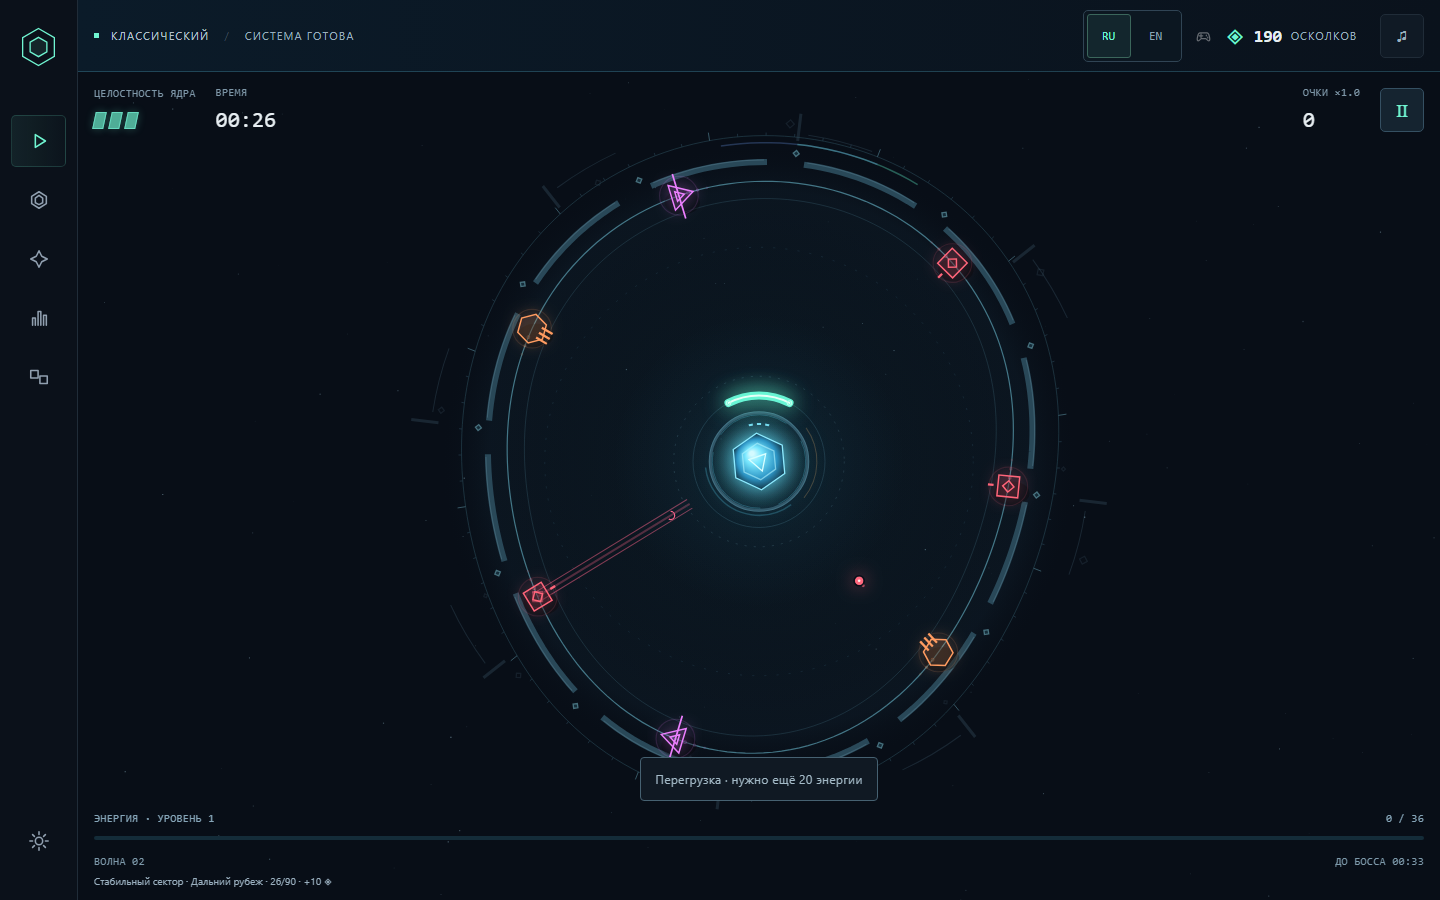 КЛАССИЧЕСКИЙ / СИСТЕМА ГОТОВА
RU EN
190 ОСКОЛКОВ
ЦЕЛОСТНОСТЬ ЯДРА
ВРЕМЯ
00:26
ОЧКИ ×1.0
0
Перегрузка · нужно ещё 20 энергии
ЭНЕРГИЯ · УРОВЕНЬ 1
0 / 36
ВОЛНА 02
ДО БОССА 00:33
Стабильный сектор · Дальний рубеж · 26/90 · +10 ◈